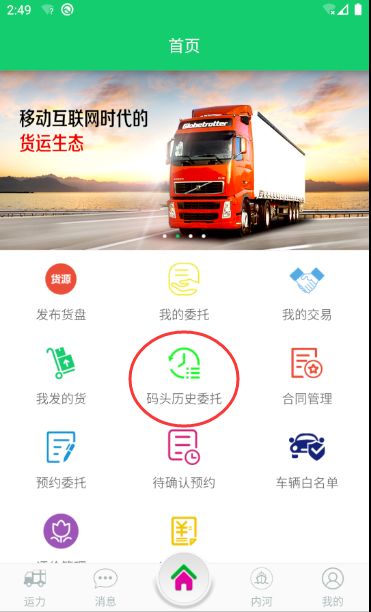 2:49
首页
移动互联网时代的
货运生态
Globetrotter
VOLVO
货源
发布货盘
我的委托
我的交易
我发的货
码头历史委托
合同管理
预约委托
待确认预约
车辆白名单
运力
消息
内河
我的